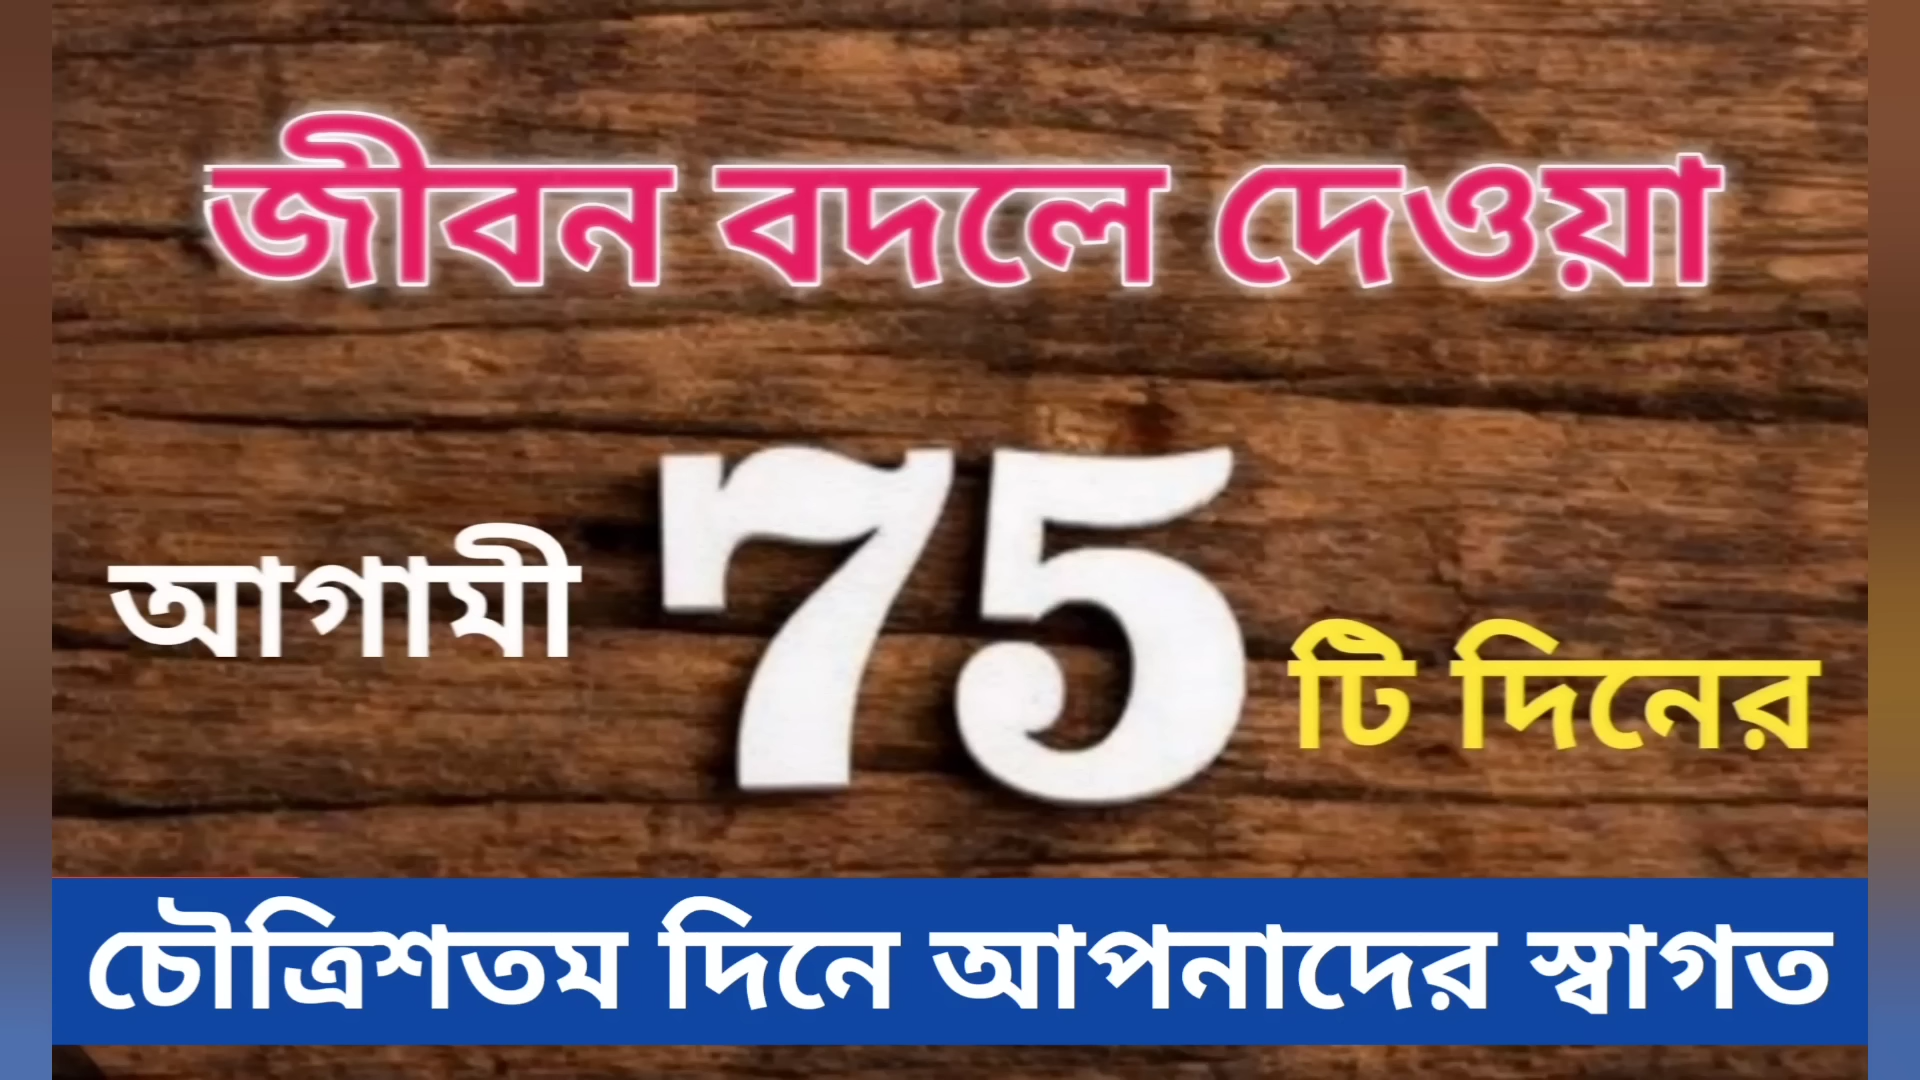 জীবন বদলে দেওয়া
আগামী 75 টি দিনের
চৌত্রিশতম দিনে আপনাদের স্বাগত